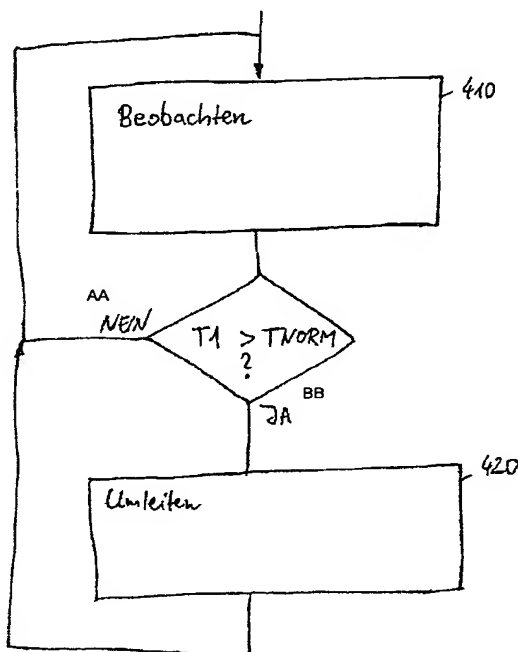 410
Beobachten
AA
NEIN
T1 > TNORM
?
BB
JA
420
Umleiten